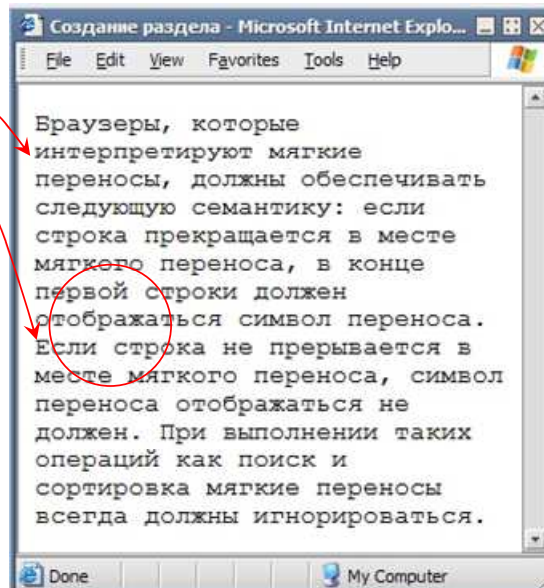 Создание раздела - Microsoft Internet Explo...
File Edit View Favorites Tools Help
Браузеры, которые
интерпретируют мягкие
переносы, должны обеспечивать
следующую семантику: если
строка прекращается в месте
мягкого переноса, в конце
первой строки должен
отображаться символ переноса.
Если строка не прерывается в
месте мягкого переноса, символ
переноса отображаться не
должен. При выполнении таких
операций как поиск и
сортировка мягкие переносы
всегда должны игнорироваться.
Done My Computer